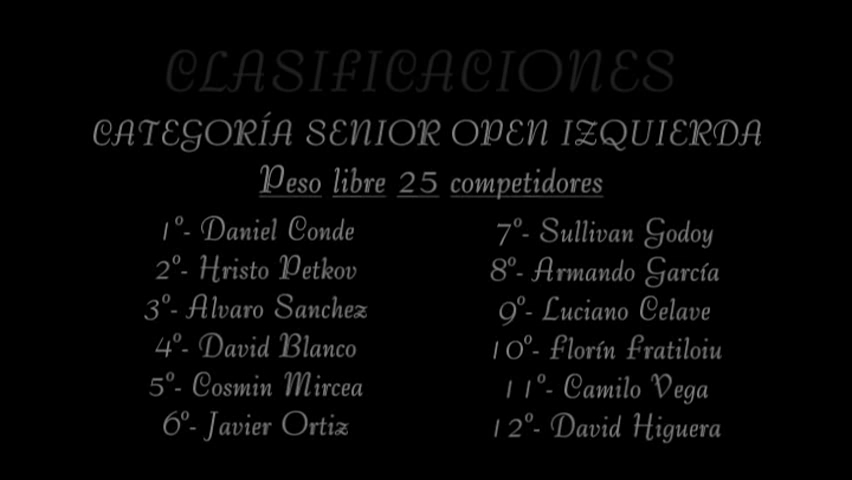 CLASIFICACIONES
CATEGORÍA SENIOR OPEN IZQUIERDA
Peso libre 25 competidores
1º- Daniel Conde
2º- Hristo Petkov
3º- Alvaro Sanchez
4º- David Blanco
5º- Cosmin Mircea
6º- Javier Ortiz
7º- Sullivan Godoy
8º- Armando García
9º- Luciano Celave
10º- Florín Fratiloiu
11º- Camilo Vega
12º- David Higuera